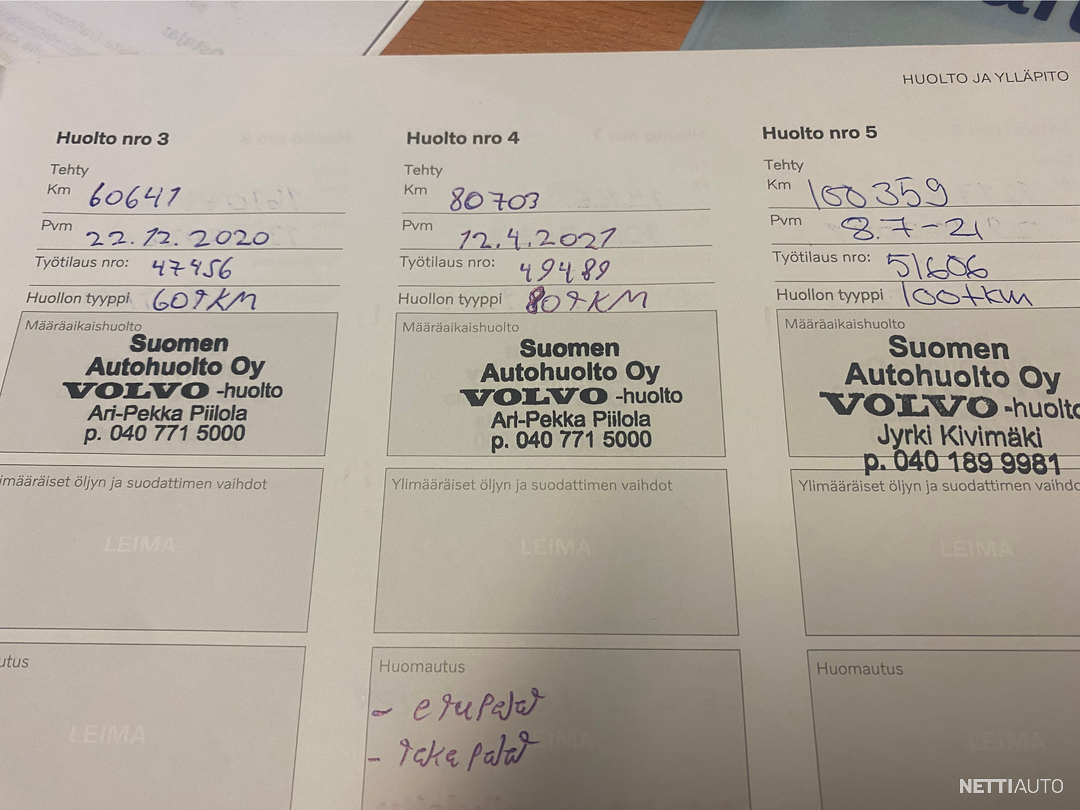 HUOLTO JA YLLÄPITO
Huolto nro 3
Tehty
Km 60641
Pvm 22.12.2020
Työtilaus nro: 47456
Huollon tyyppi 60tKM
Määräaikaishuolto
Suomen
Autohuolto Oy
VOLVO -huolto
Ari-Pekka Piilola
p. 040 771 5000
limääräiset öljyn ja suodattimen vaihdot
LEIMA
utus
LEIMA
Huolto nro 4
Tehty
Km 80703
Pvm 12.4.2021
Työtilaus nro: 49489
Huollon tyyppi 80tKM
Määräaikaishuolto
Suomen
Autohuolto Oy
VOLVO -huolto
Ari-Pekka Piilola
p. 040 771 5000
Ylimääräiset öljyn ja suodattimen vaihdot
LEIMA
Huomautus
- etupalat
- taka palat
Huolto nro 5
Tehty
Km 100359
Pvm 8.7-21
Työtilaus nro: 51606
Huollon tyyppi 100tkm
Määräaikaishuolto
Suomen
Autohuolto Oy
VOLVO -huolto
Jyrki Kivimäki
p. 040 189 9981
Ylimääräiset öljyn ja suodattimen vaihdo
LEIMA
Huomautus
LEIMA
NETTIAUTO